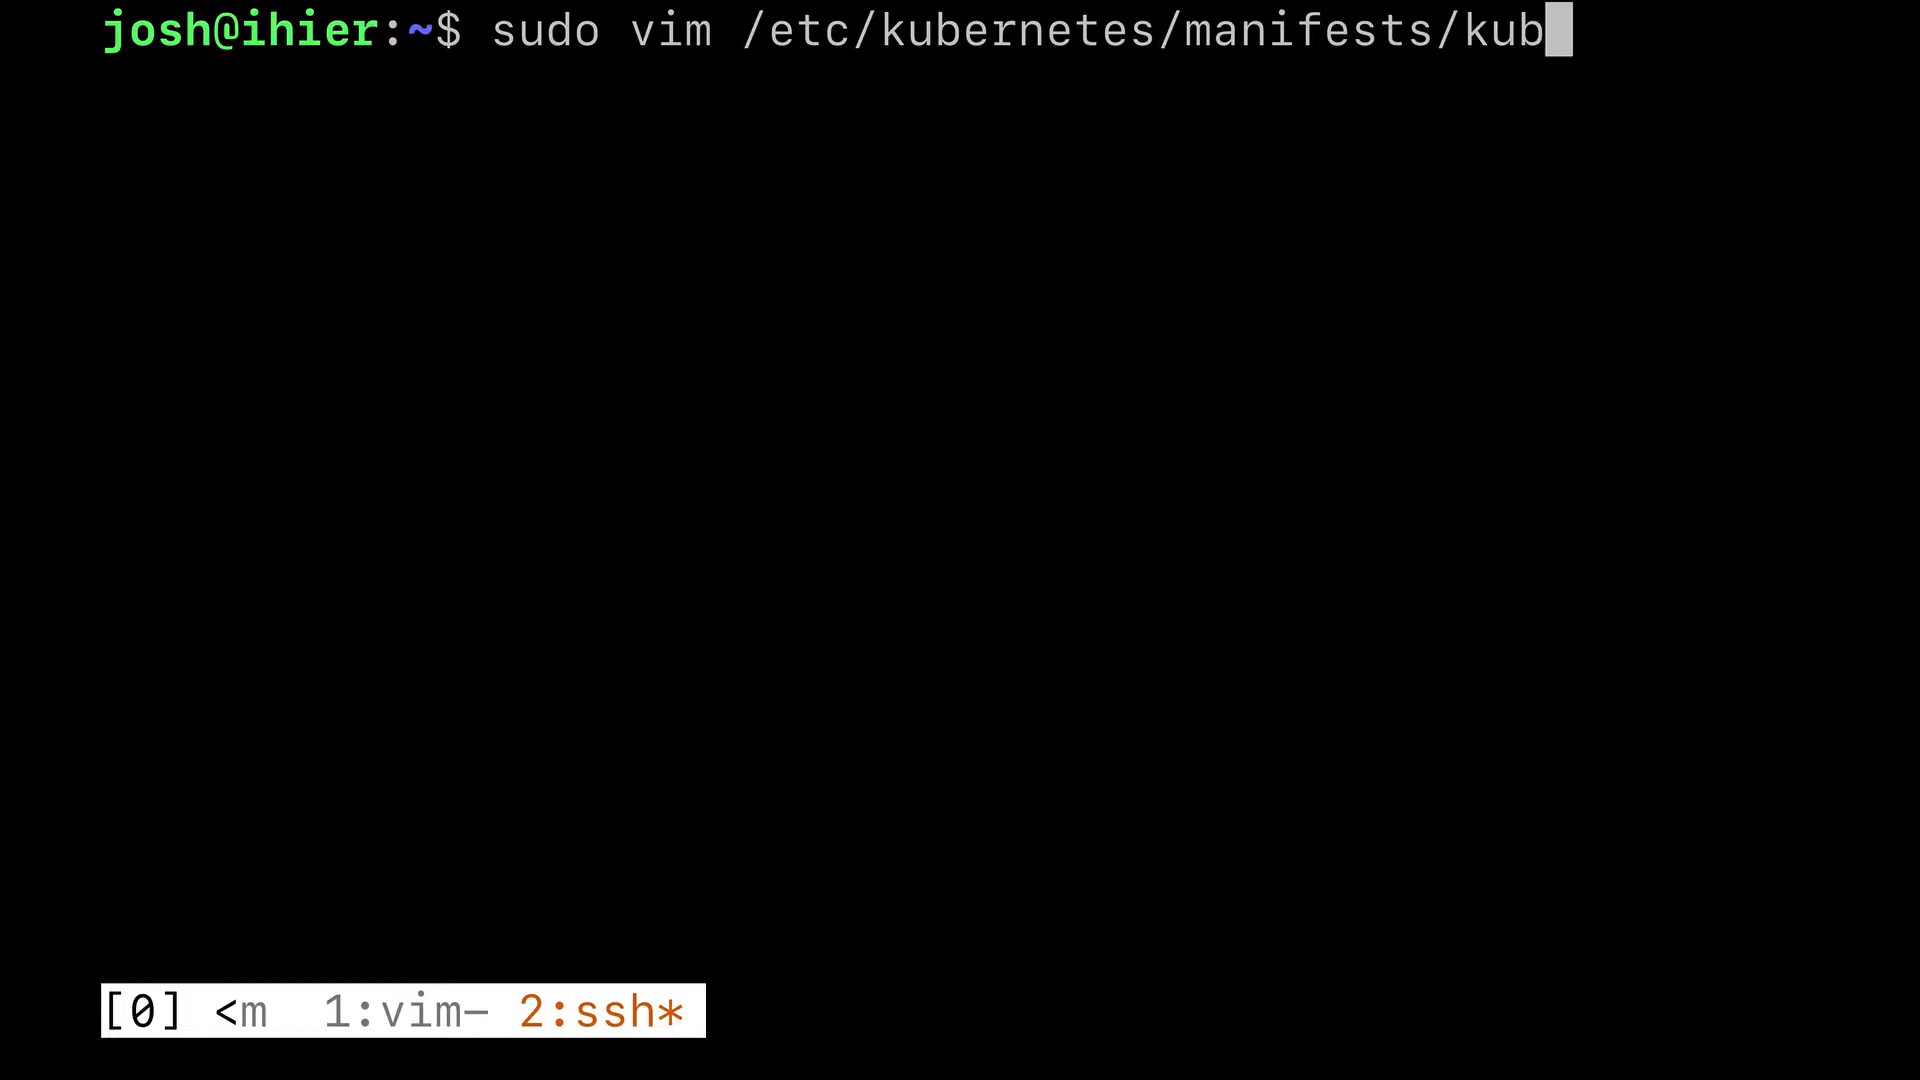 josh@ihier:~$ sudo vim /etc/kubernetes/manifests/kub
[0] <m  1:vim- 2:ssh*